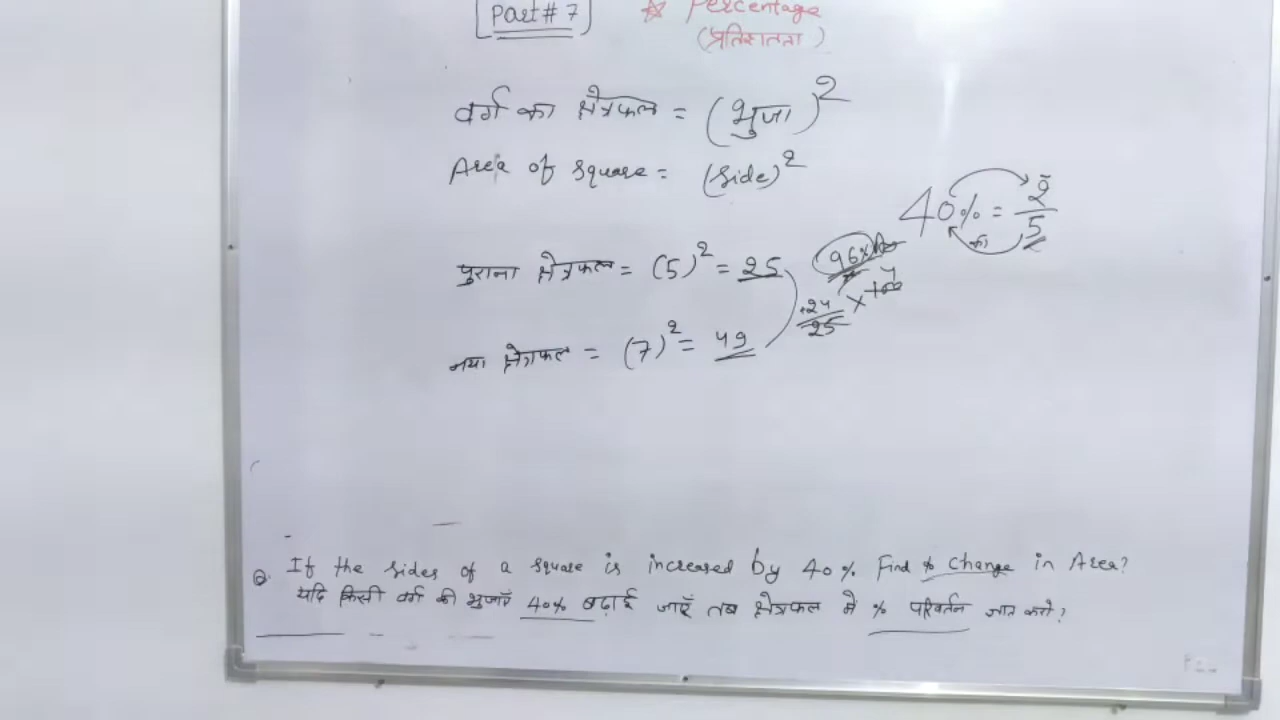 Part # 7
☆ Percentage
(प्रतिशतता)
वर्ग का क्षेत्रफल = (भुजा)²
Area of square = (side)²
40% = 2/5
का
पुराना क्षेत्रफल = (5)² = 25
96%
+24/25 × 100
4
नया क्षेत्रफल = (7)² = 49
Q. If the sides of a square is increased by 40% Find % change in Area?
यदि किसी वर्ग की भुजाएँ 40% बढ़ाई जाएँ तब क्षेत्रफल में % परिवर्तन ज्ञात करो?